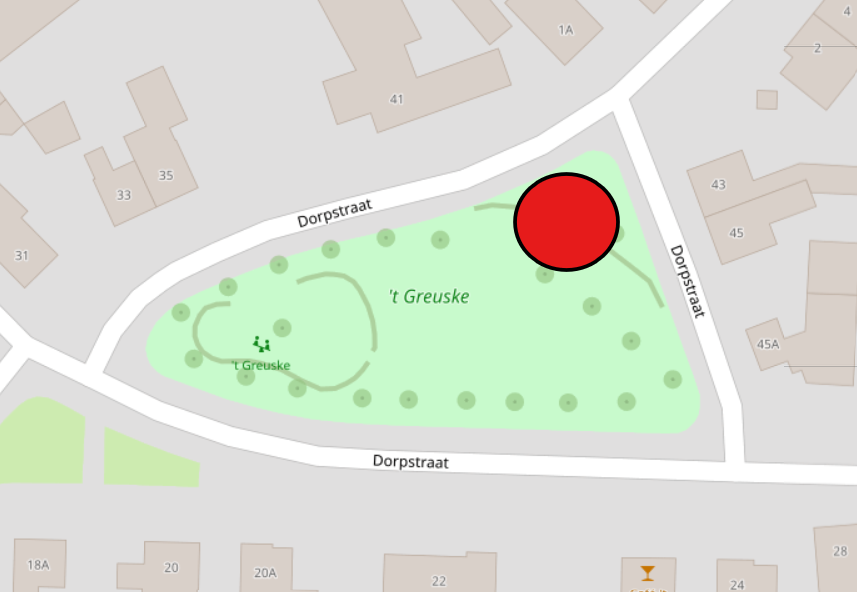 4
1A
2
41
35
33
43
Dorpstraat
45
31
Dorpstraat
't Greuske
45A
't Greuske
Dorpstraat
18A
20
20A
22
24
28